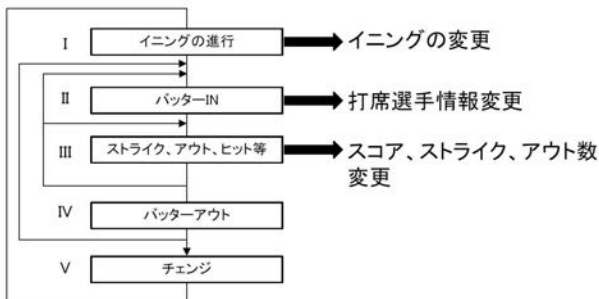 I
イニングの進行
イニングの変更
II
バッターIN
打席選手情報変更
III
ストライク、アウト、ヒット等
スコア、ストライク、アウト数
変更
IV
バッターアウト
V
チェンジ